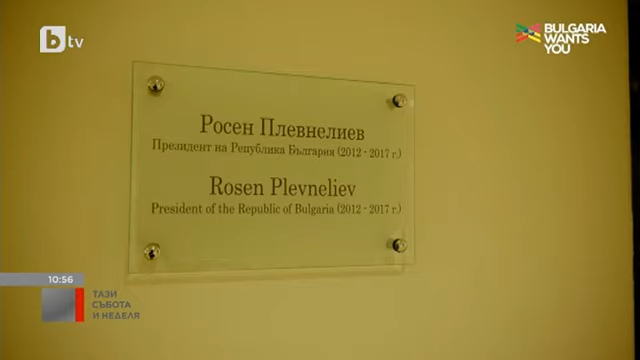 btv
BULGARIA
WANTS
YOU
Росен Плевнелиев
Президент на Република България (2012 - 2017 г.)
Rosen Plevneliev
President of the Republic of Bulgaria (2012 - 2017 г.)
10:56
ТАЗИ
СЪБОТА
И НЕДЕЛЯ